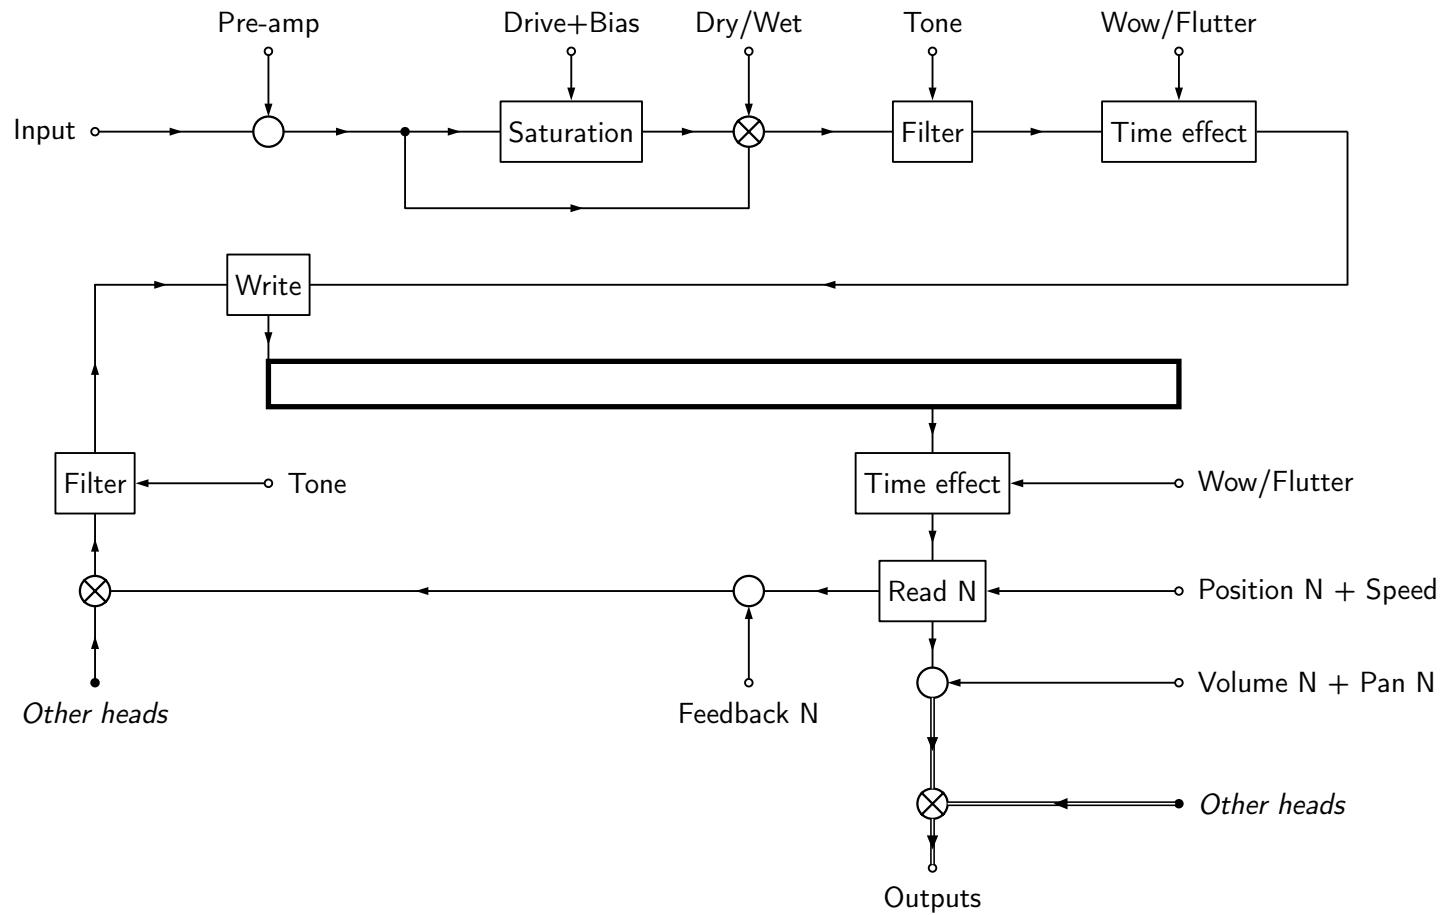 Pre-amp
Drive+Bias
Dry/Wet
Tone
Wow/Flutter
Input
Saturation
Filter
Time effect
Write
Filter
Tone
Time effect
Wow/Flutter
Read N
Position N + Speed
Volume N + Pan N
Other heads
Feedback N
Other heads
Outputs